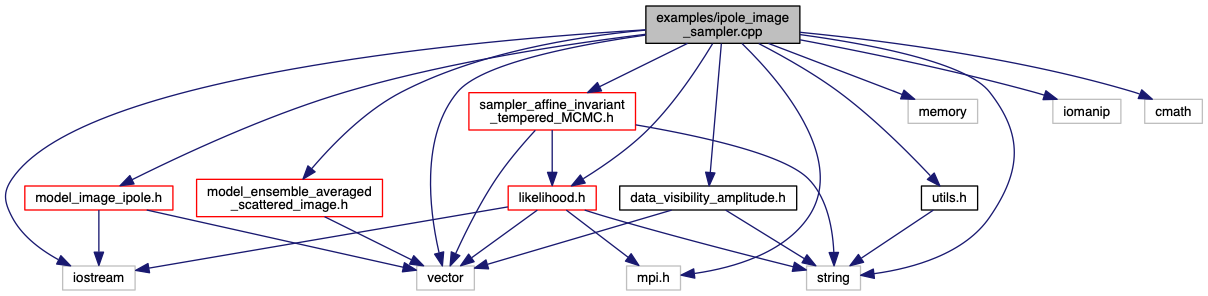 examples/ipole_image
_sampler.cpp
sampler_affine_invariant
_tempered_MCMC.h
memory
iomanip
cmath
model_image_ipole.h
model_ensemble_averaged
_scattered_image.h
likelihood.h
data_visibility_amplitude.h
utils.h
iostream
vector
mpi.h
string